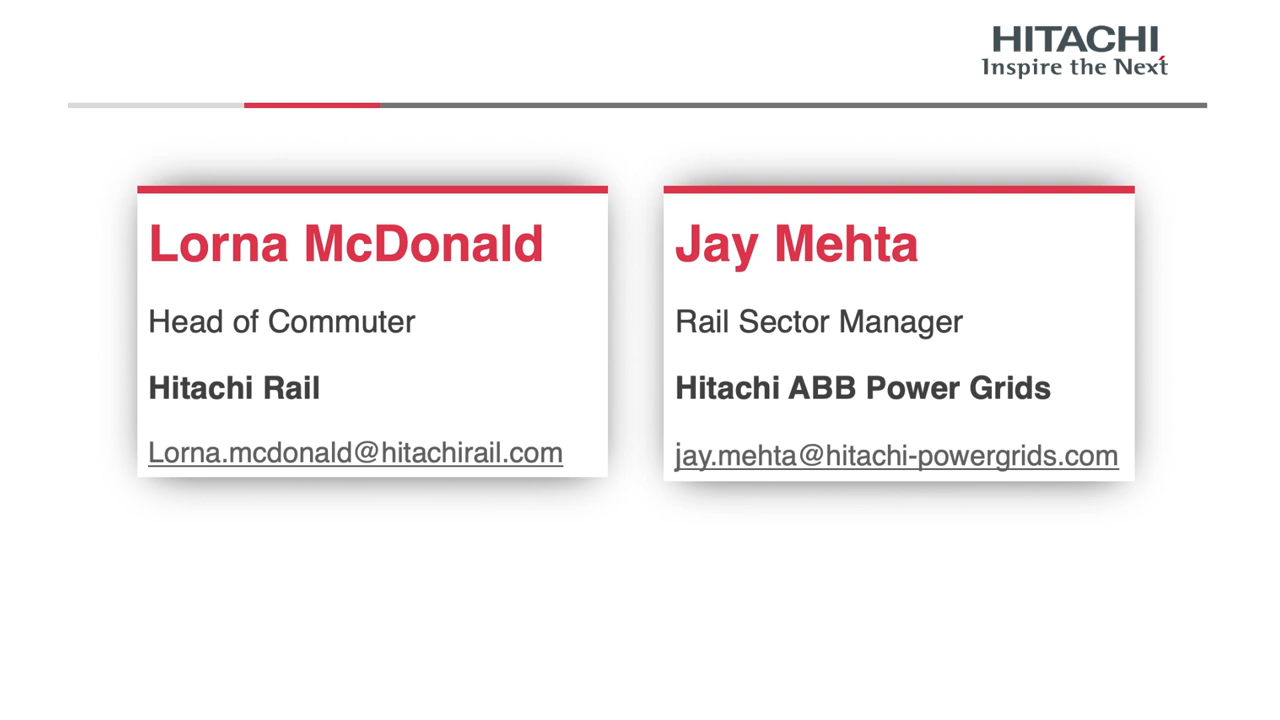 HITACHI
Inspire the Next
Lorna McDonald
Head of Commuter
Hitachi Rail
Lorna.mcdonald@hitachirail.com
Jay Mehta
Rail Sector Manager
Hitachi ABB Power Grids
jay.mehta@hitachi-powergrids.com